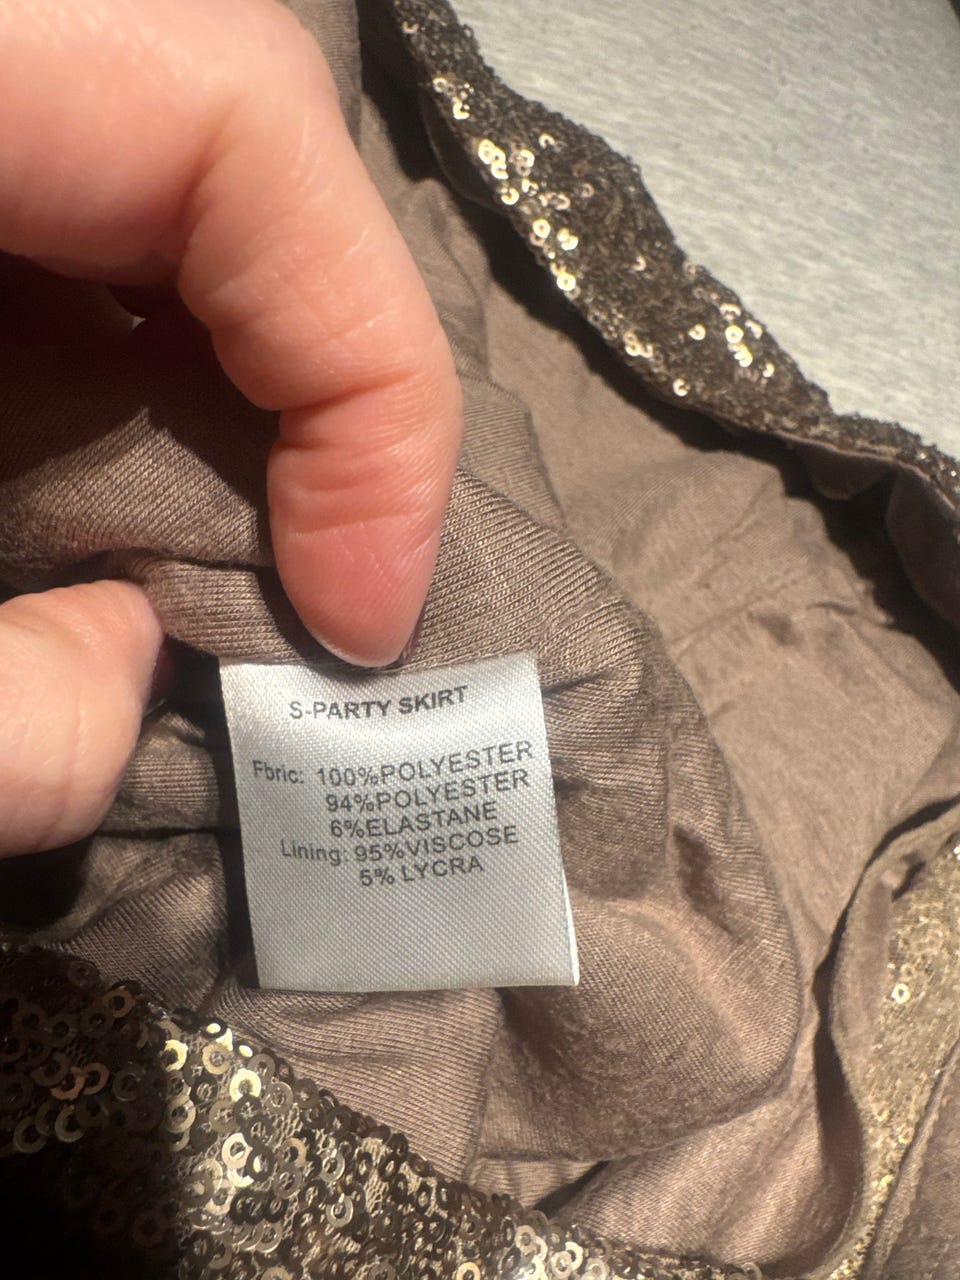 S-PARTY SKIRT
Fbric: 100%POLYESTER
94%POLYESTER
6%ELASTANE
Lining: 95%VISCOSE
5% LYCRA